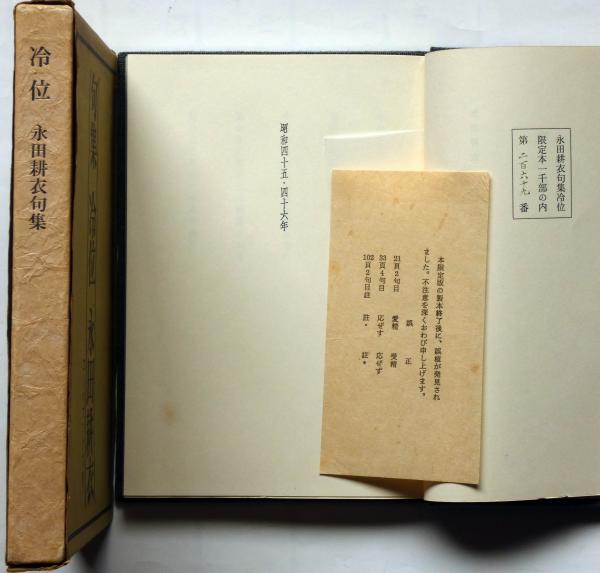 冷位
永田耕衣句集
句集 冷位 永田耕衣
昭和四十五・四十六年
永田耕衣句集冷位
限定本一千部の内
第 二百六十九 番
本限定版の製本終了後に、誤植が発見され
ました。不注意を深くおわび申し上げます。
誤 正
21頁2句目 愛精 受精
33頁4句目 応ぜす 応ぜず
102頁2句目註 註・ 註*